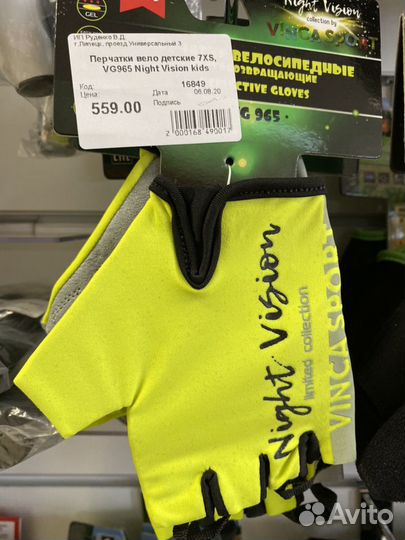 Night Vision
collection by
VINCA SPORT
GEL
ИП Руденко В.Д.
г.Липецк, проезд Универсальный 3
Перчатки вело детские 7XS,
VG965 Night Vision kids
Код: 16849
Цена: Дата 06.08.20
559.00 Подпись
2 000168 490017
ВЕЛОСИПЕДНЫЕ
ВОЗВРАЩАЮЩИЕ
CTIVE GLOVES
G 965
Night Vision
limited collection
VINCA SPORT
Avito